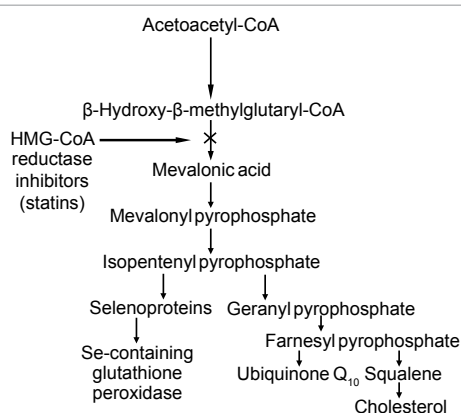 Acetoacetyl-CoA
β-Hydroxy-β-methylglutaryl-CoA
HMG-CoA
reductase
inhibitors
(statins)
Mevalonic acid
Mevalonyl pyrophosphate
Isopentenyl pyrophosphate
Selenoproteins
Geranyl pyrophosphate
Farnesyl pyrophosphate
Se-containing
glutathione
peroxidase
Ubiquinone Q₁₀ Squalene
Cholesterol